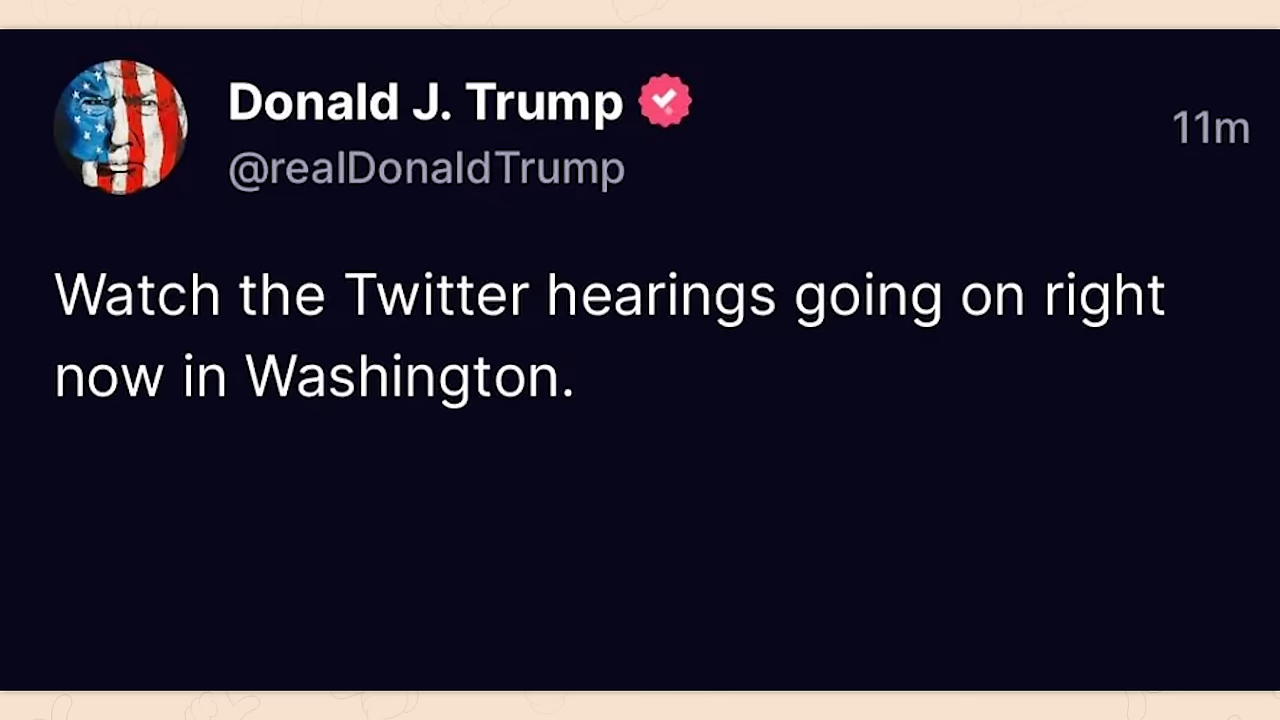 Donald J. Trump
11m
@realDonaldTrump
Watch the Twitter hearings going on right
now in Washington.